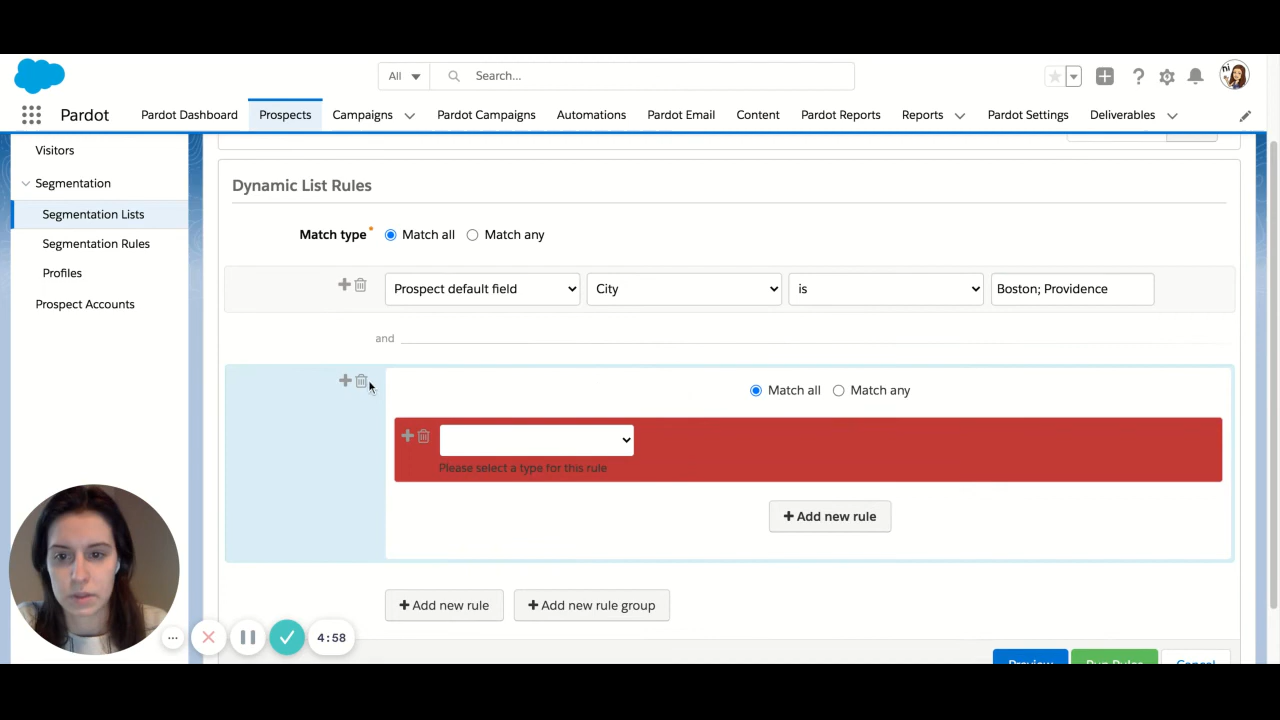 All
Search...
hi
Pardot
Pardot Dashboard
Prospects
Campaigns
Pardot Campaigns
Automations
Pardot Email
Content
Pardot Reports
Reports
Pardot Settings
Deliverables
Visitors
Segmentation
Segmentation Lists
Segmentation Rules
Profiles
Prospect Accounts
Dynamic List Rules
Match type* Match all Match any
Prospect default field City is Boston; Providence
and
Match all Match any
Please select a type for this rule
+ Add new rule
+ Add new rule + Add new rule group
4:58
Preview Run Rules Cancel